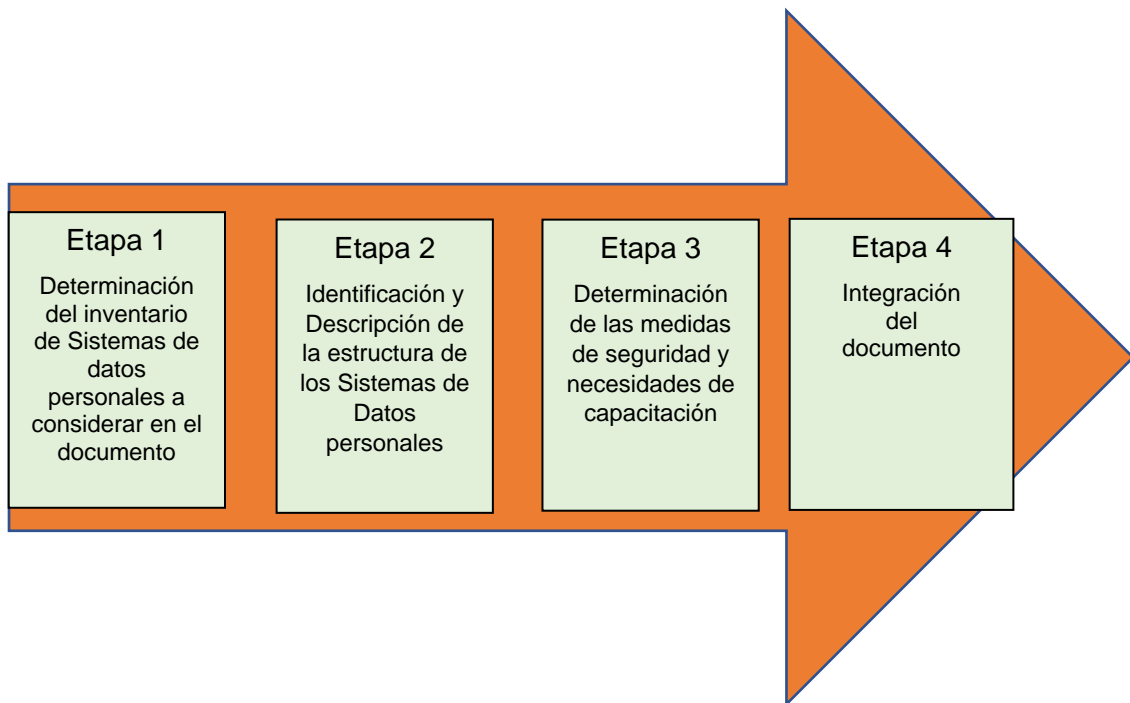 Etapa 1
Determinación
del inventario
de Sistemas de
datos
personales a
considerar en el
documento
Etapa 2
Identificación y
Descripción de
la estructura de
los Sistemas de
Datos
personales
Etapa 3
Determinación
de las medidas
de seguridad y
necesidades de
capacitación
Etapa 4
Integración
del
documento